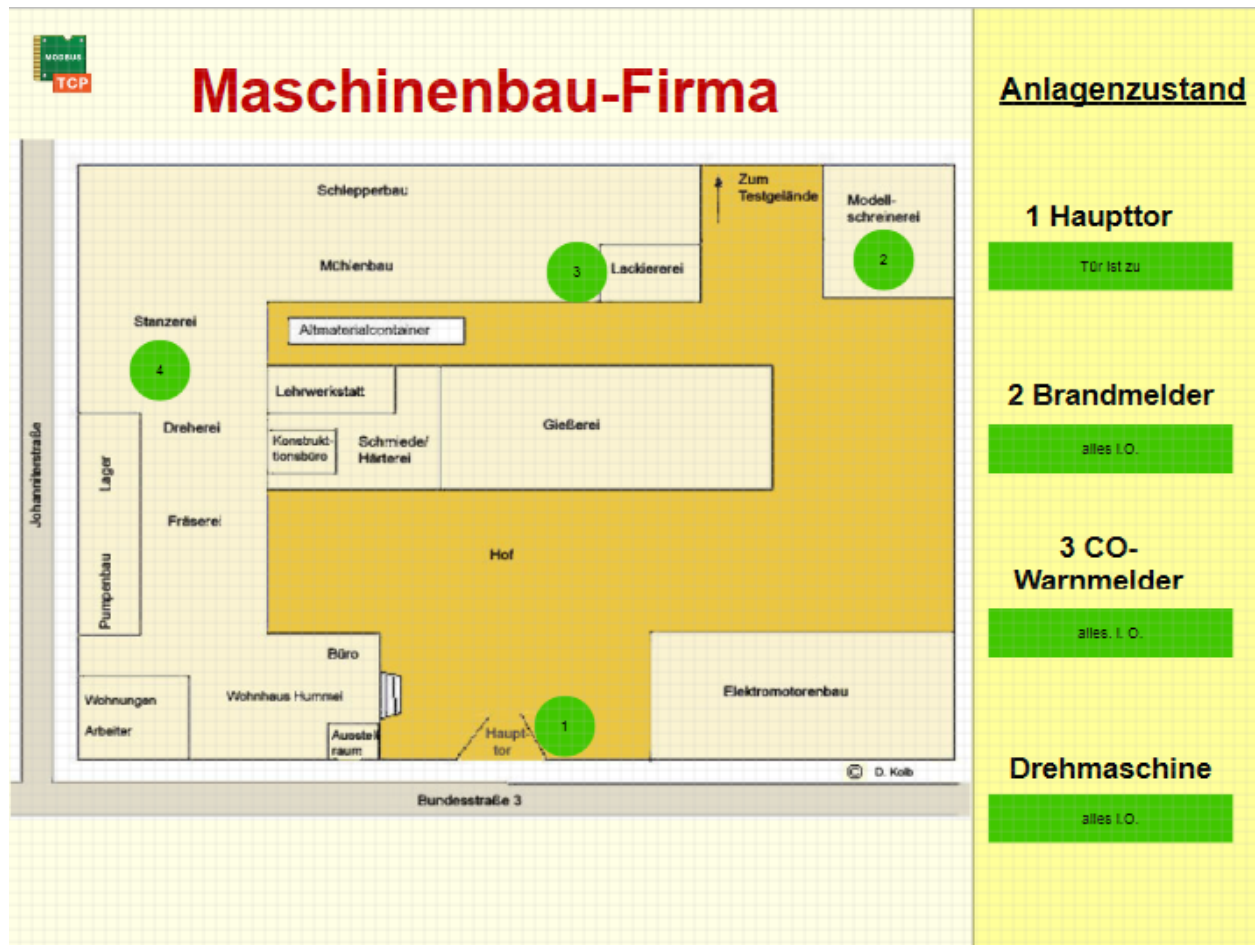 MODBUS
TCP
Maschinenbau-Firma
Schlepperbau
Zum
Testgelände
Modell-
schreinerei
2
Mühlenbau
3
Lackiererei
Stanzerei
Altmaterialcontainer
4
Lehrwerkstatt
Dreherei
Konstruk-
tionsbüro
Schmiede/
Härterei
Gießerei
Lager
Johanniterstraße
Fräserei
Hof
Pumpenbau
Büro
Wohnungen
Arbeiter
Wohnhaus Hummel
Elektromotorenbau
Ausstell
raum
Haupt-
tor
1
© D. Kolb
Bundesstraße 3
Anlagenzustand
1 Haupttor
Tür ist zu
2 Brandmelder
alles I.O.
3 CO-
Warnmelder
alles. I. O.
Drehmaschine
alles I.O.